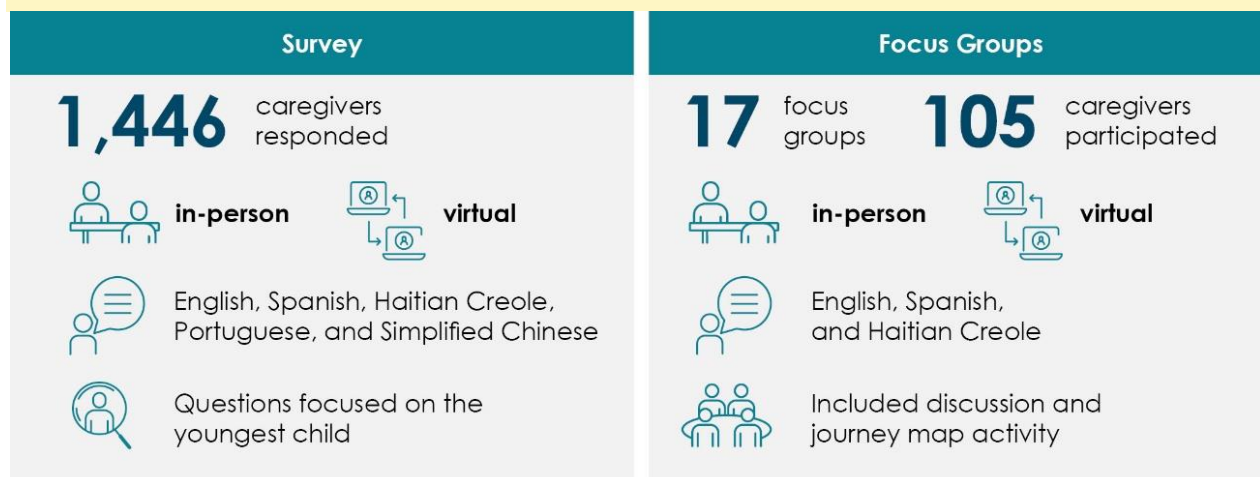 Survey
1,446 caregivers
responded
in-person virtual
English, Spanish, Haitian Creole,
Portuguese, and Simplified Chinese
Questions focused on the
youngest child
Focus Groups
17 focus
groups
105 caregivers
participated
in-person virtual
English, Spanish,
and Haitian Creole
Included discussion and
journey map activity